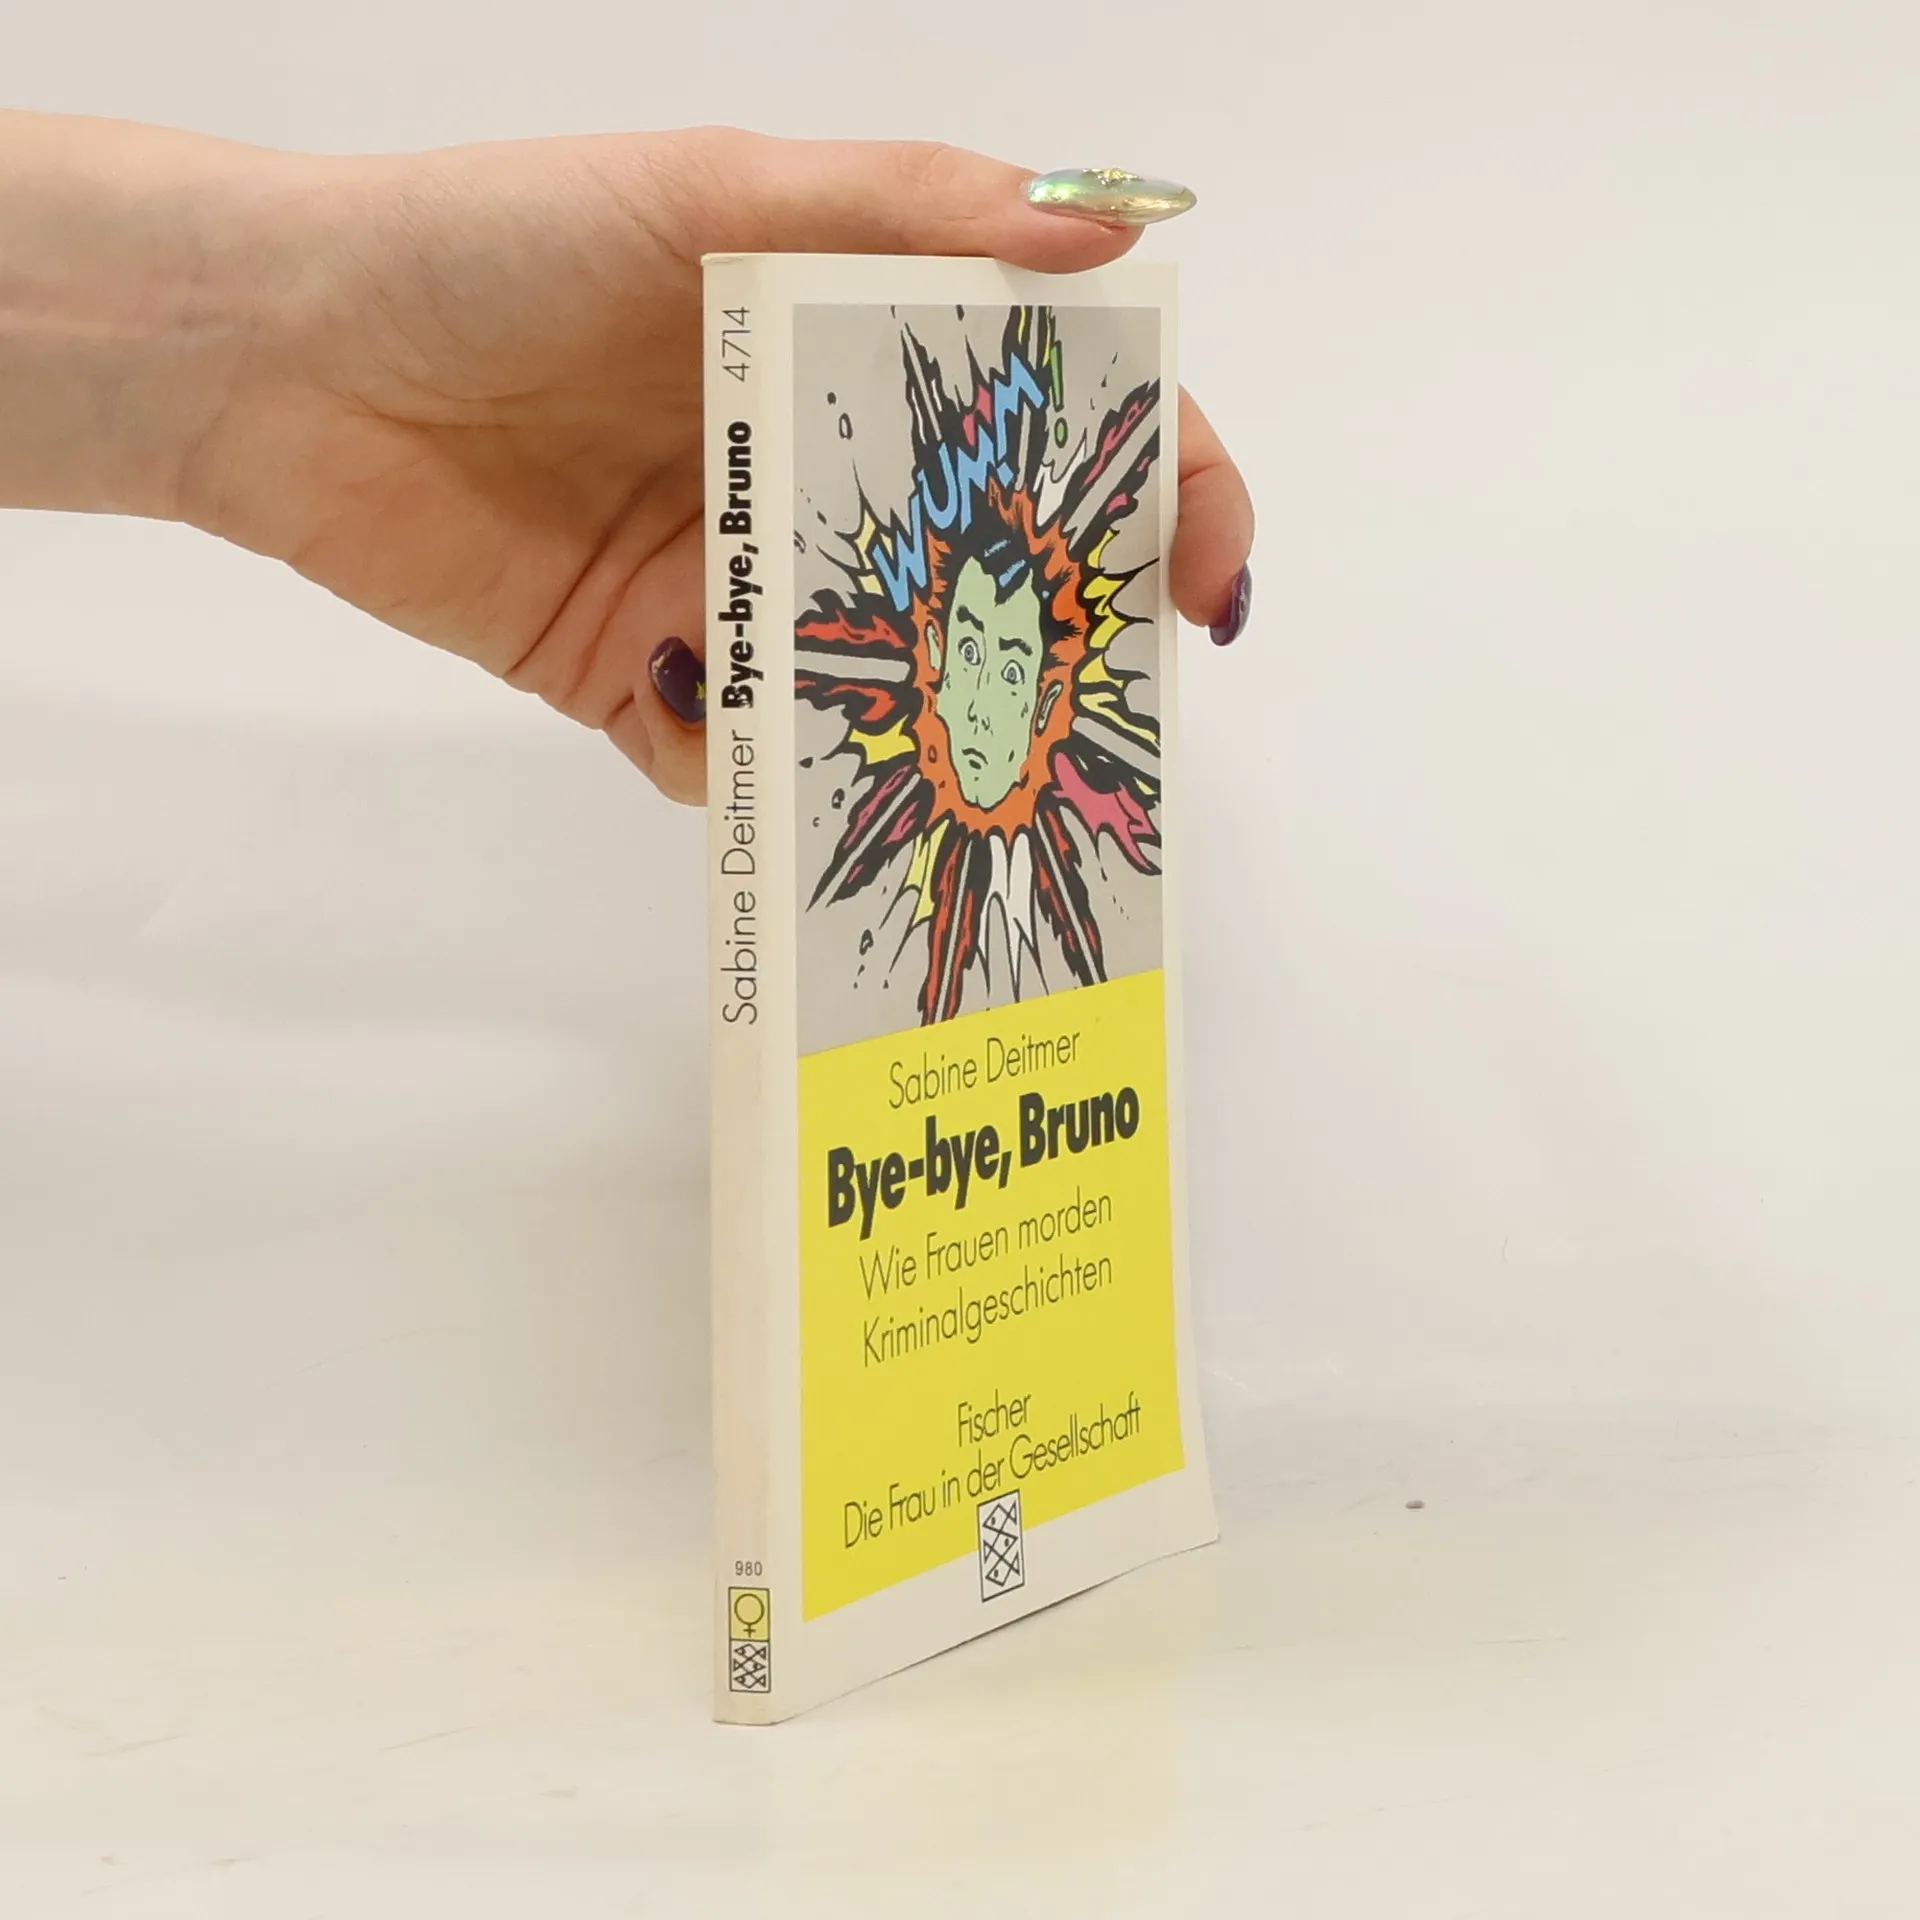 Sabine Deitmer Bye-bye, Bruno 4714
980
WUMM!
Sabine Deitmer
Bye-bye, Bruno
Wie Frauen morden
Kriminalgeschichten
Fischer
Die Frau in der Gesellschaft